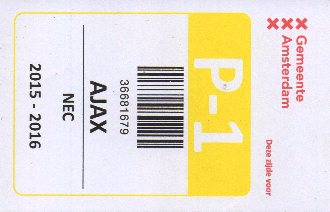 Gemeente
Amsterdam
Deze zijde voor
P-1
36681679
AJAX
NEC
2015 - 2016